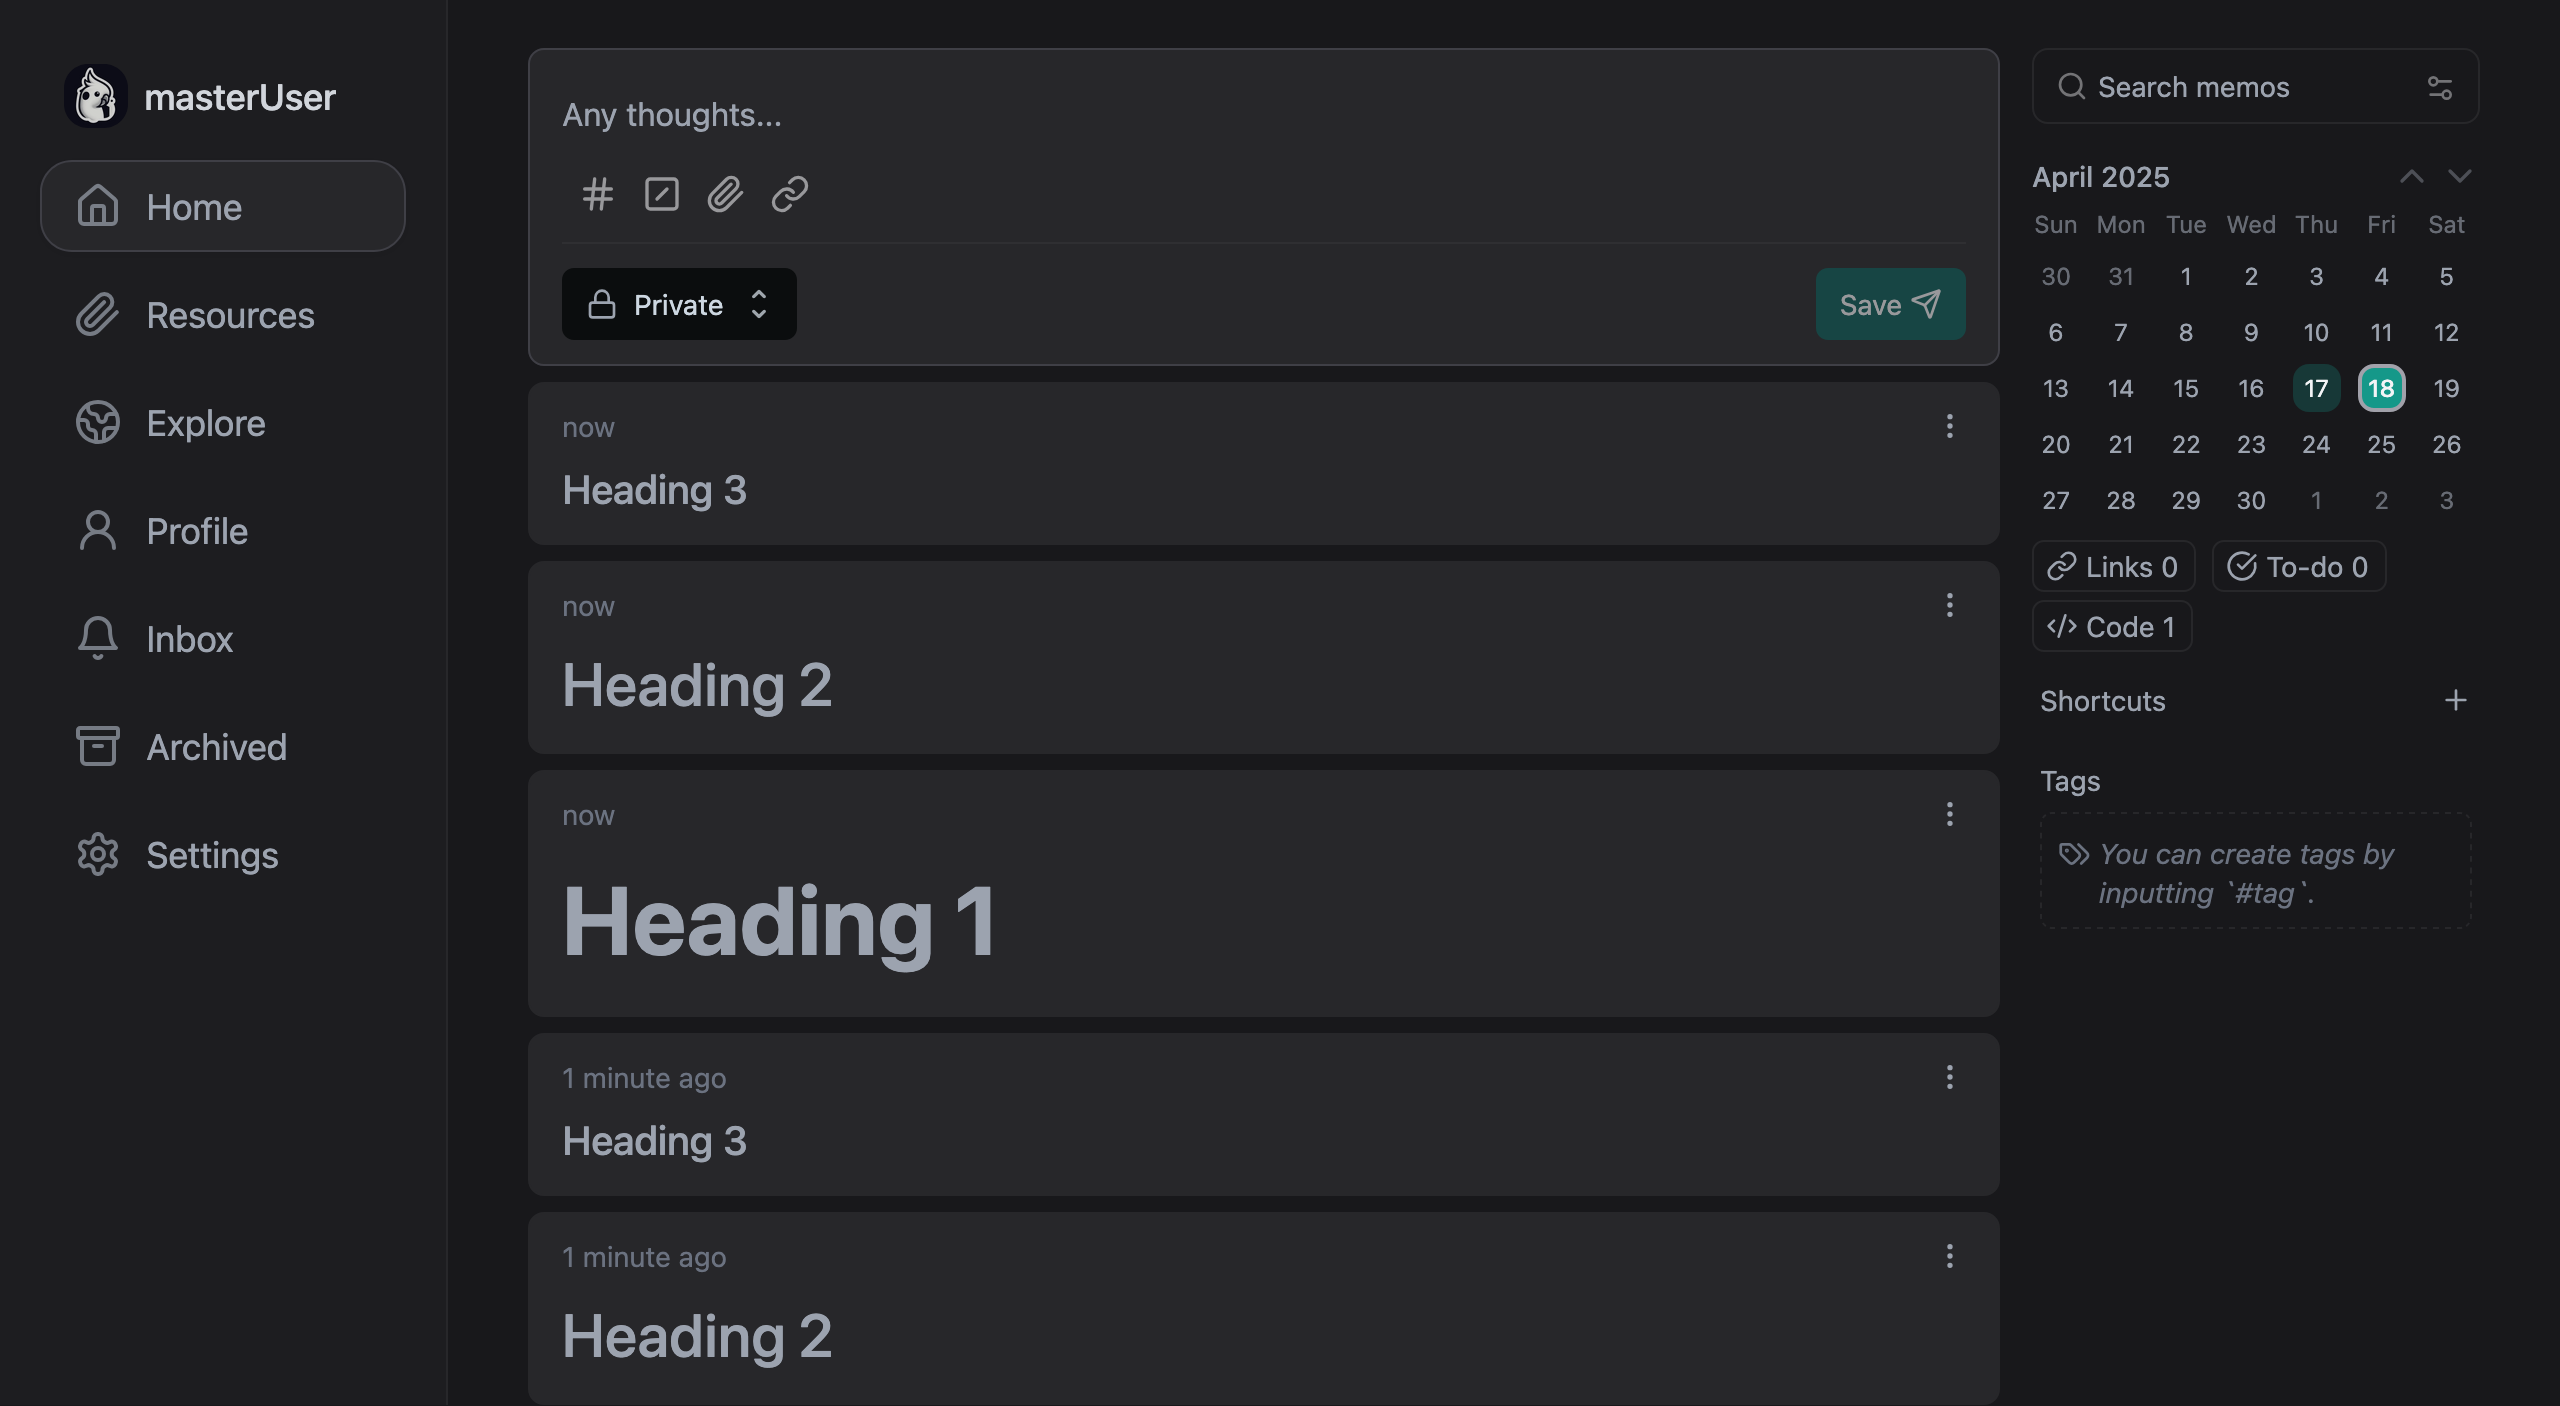 masterUser
Home
Resources
Explore
Profile
Inbox
Archived
Settings
Any thoughts...
Private
Save
now
Heading 3
now
Heading 2
now
Heading 1
1 minute ago
Heading 3
1 minute ago
Heading 2
Search memos
April 2025
Sun Mon Tue Wed Thu Fri Sat
30 31 1 2 3 4 5
6 7 8 9 10 11 12
13 14 15 16 17 18 19
20 21 22 23 24 25 26
27 28 29 30 1 2 3
Links 0 To-do 0
Code 1
Shortcuts
Tags
You can create tags by
inputting `#tag`.